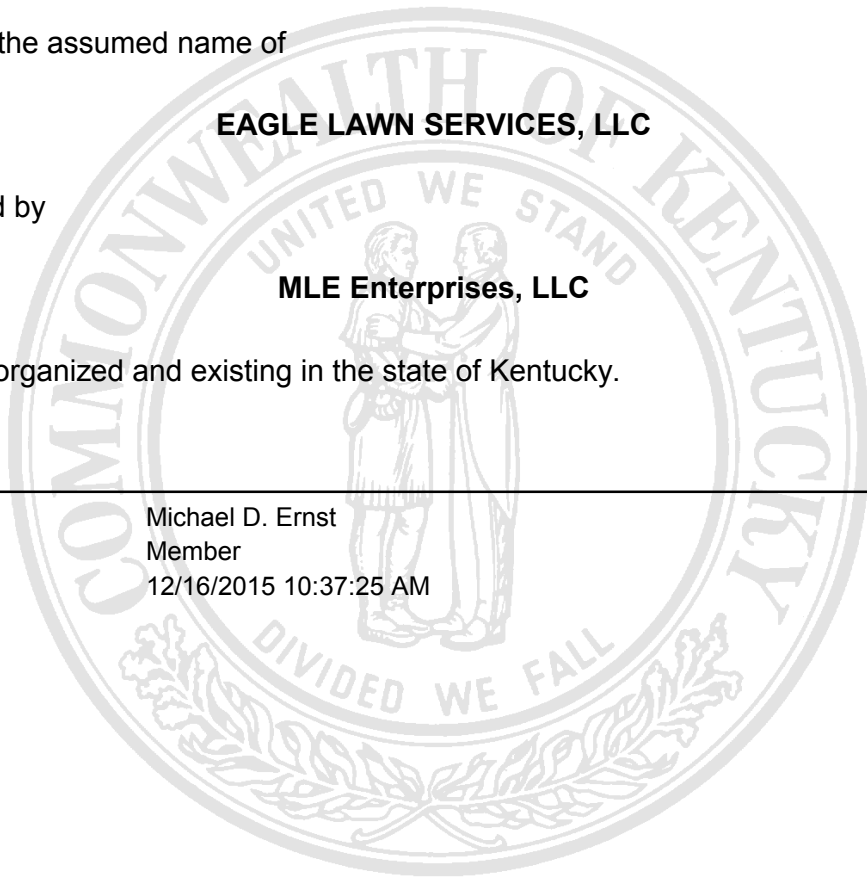 the assumed name of
EAGLE LAWN SERVICES, LLC
d by
MLE Enterprises, LLC
organized and existing in the state of Kentucky.
Michael D. Ernst
Member
12/16/2015 10:37:25 AM
COMMONWEALTH OF KENTUCKY
UNITED WE STAND
DIVIDED WE FALL